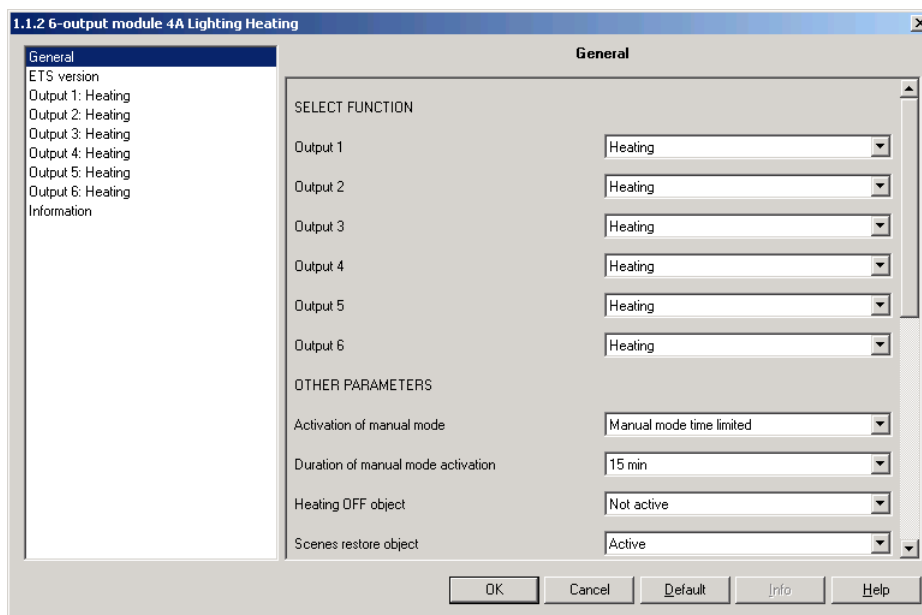 1.1.2 6-output module 4A Lighting Heating
General
ETS version
Output 1: Heating
Output 2: Heating
Output 3: Heating
Output 4: Heating
Output 5: Heating
Output 6: Heating
Information
General
SELECT FUNCTION
Output 1 Heating
Output 2 Heating
Output 3 Heating
Output 4 Heating
Output 5 Heating
Output 6 Heating
OTHER PARAMETERS
Activation of manual mode Manual mode time limited
Duration of manual mode activation 15 min
Heating OFF object Not active
Scenes restore object Active
OK Cancel Default Info Help